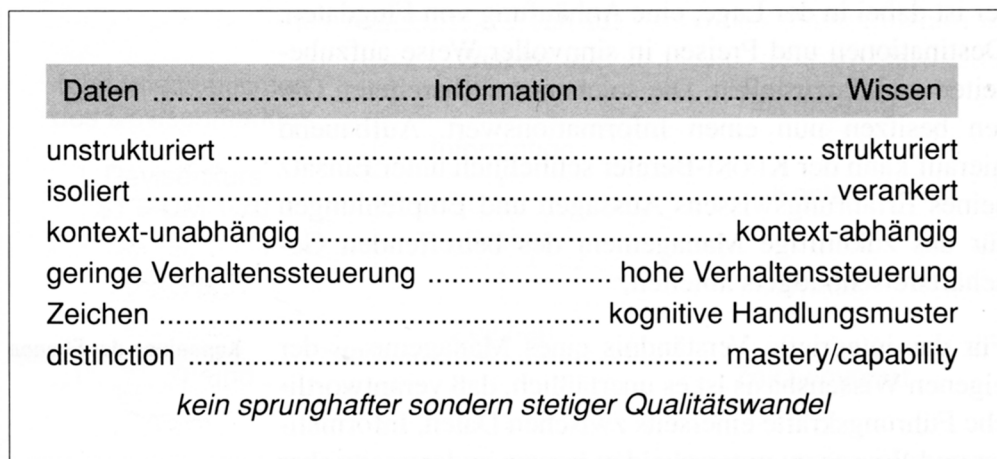 Daten ................................ Information .............................. Wissen
unstrukturiert ..................................................................... strukturiert
isoliert ................................................................................. verankert
kontext-unabhängig .................................................... kontext-abhängig
geringe Verhaltenssteuerung ...................... hohe Verhaltenssteuerung
Zeichen .................................................... kognitive Handlungsmuster
distinction ................................................................ mastery/capability
kein sprunghafter sondern stetiger Qualitätswandel